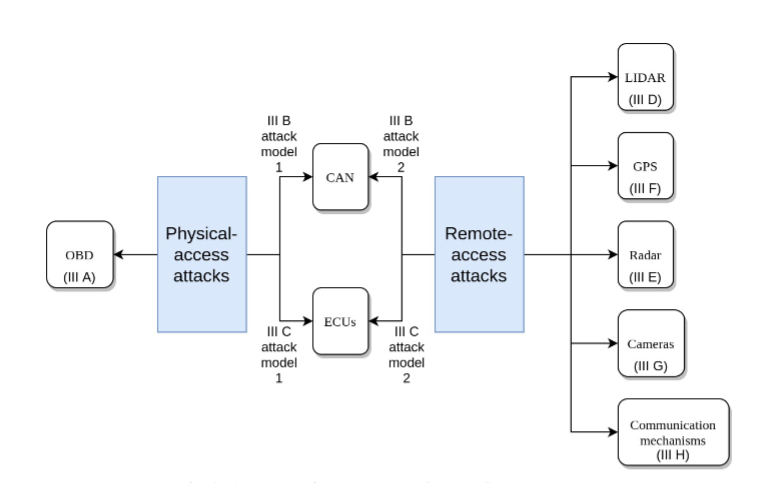 LIDAR
(III D)
III B
attack
model
1
III B
attack
model
2
CAN
GPS
(III F)
Physical-
access
attacks
Remote-
access
attacks
OBD
(III A)
Radar
(III E)
ECUs
III C
attack
model
1
III C
attack
model
2
Cameras
(III G)
Communication
mechanisms
(III H)